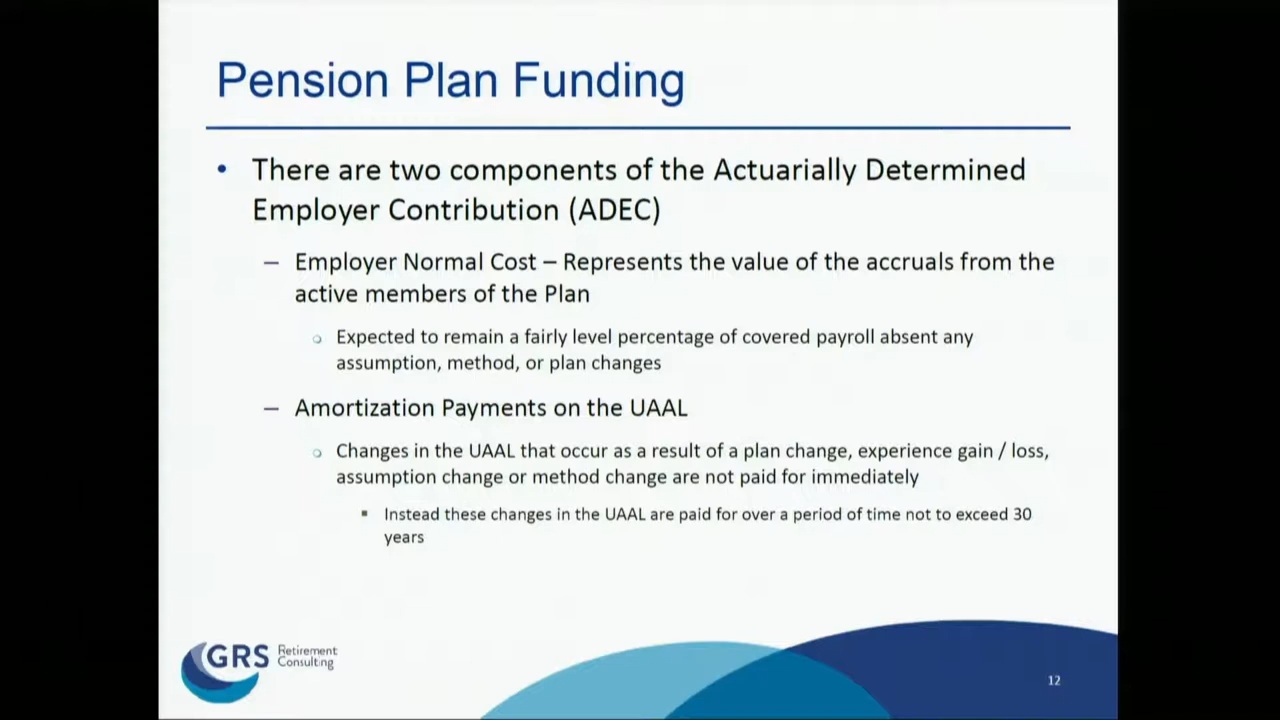 Pension Plan Funding
• There are two components of the Actuarially Determined
Employer Contribution (ADEC)
– Employer Normal Cost – Represents the value of the accruals from the
active members of the Plan
○ Expected to remain a fairly level percentage of covered payroll absent any
assumption, method, or plan changes
– Amortization Payments on the UAAL
○ Changes in the UAAL that occur as a result of a plan change, experience gain / loss,
assumption change or method change are not paid for immediately
▪ Instead these changes in the UAAL are paid for over a period of time not to exceed 30
years
GRS Retirement
Consulting
12